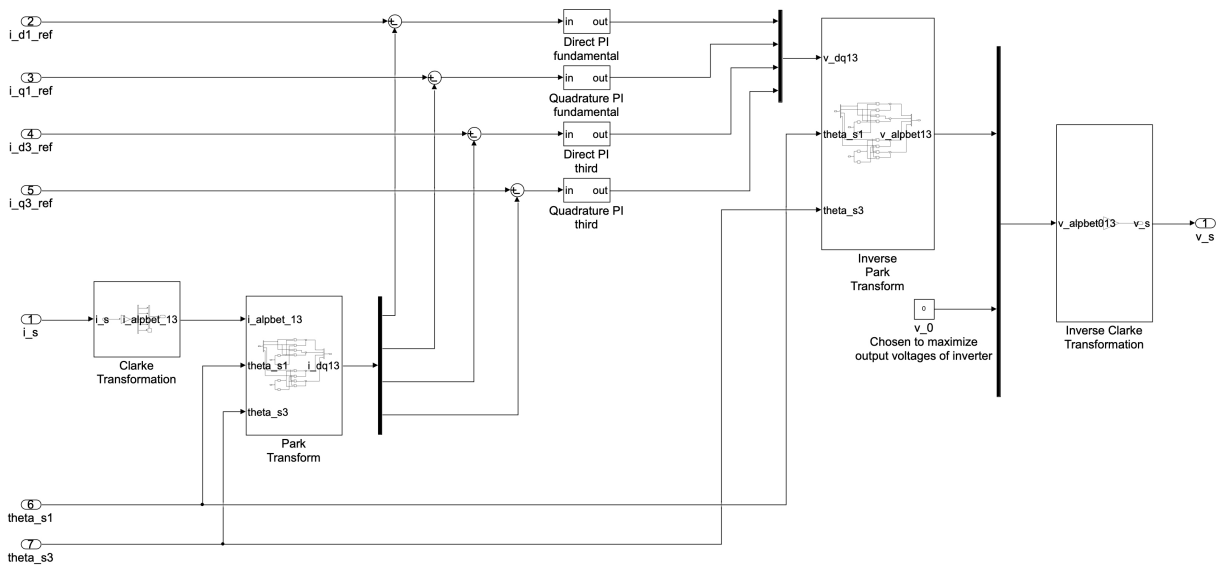 2
i_d1_ref
in out
Direct PI
fundamental
3
i_q1_ref
in out
Quadrature PI
fundamental
4
i_d3_ref
in out
Direct PI
third
5
i_q3_ref
in out
Quadrature PI
third
v_dq13
theta_s1 v_alpbet13
theta_s3
Inverse
Park
Transform
v_alpbet013 v_s
Inverse Clarke
Transformation
1
v_s
0
v_0
Chosen to maximize
output voltages of inverter
1
i_s
i_s i_alpbet_13
Clarke
Transformation
i_alpbet_13
theta_s1 i_dq13
theta_s3
Park
Transform
6
theta_s1
7
theta_s3